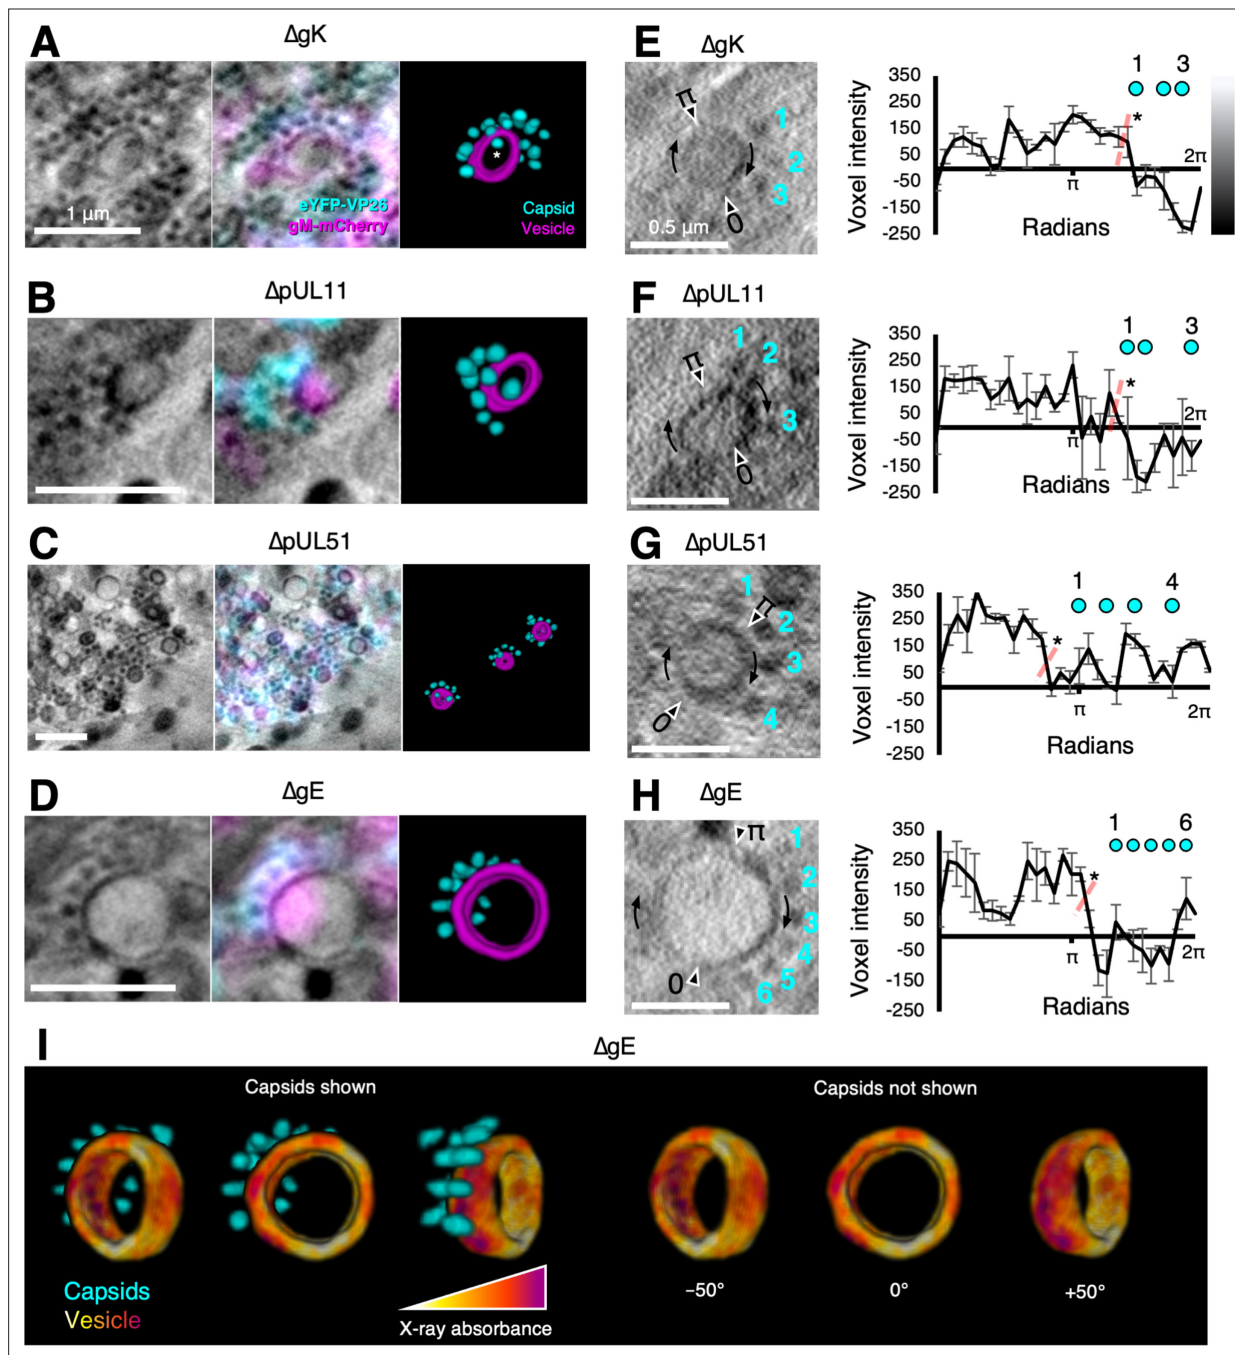 A
ΔgK
1 μm
eYFP-VP26
gM-mCherry
*
Capsid
Vesicle
E
ΔgK
π
1
2
3
0
0.5 μm
Voxel intensity
350
250
150
50
-50
-150
-250
1 3
*
π
2π
Radians
B
ΔpUL11
F
ΔpUL11
1
2
π
3
0
Voxel intensity
350
250
150
50
-50
-150
-250
1 3
*
π
2π
Radians
C
ΔpUL51
G
ΔpUL51
1
π
2
3
0
4
Voxel intensity
350
250
150
50
-50
-150
-250
1 4
*
π
2π
Radians
D
ΔgE
H
ΔgE
π
1
2
3
4
0
5
6
Voxel intensity
350
250
150
50
-50
-150
-250
1 6
*
π
2π
Radians
I
ΔgE
Capsids shown
Capsids not shown
Capsids
Vesicle
X-ray absorbance
−50°
0°
+50°